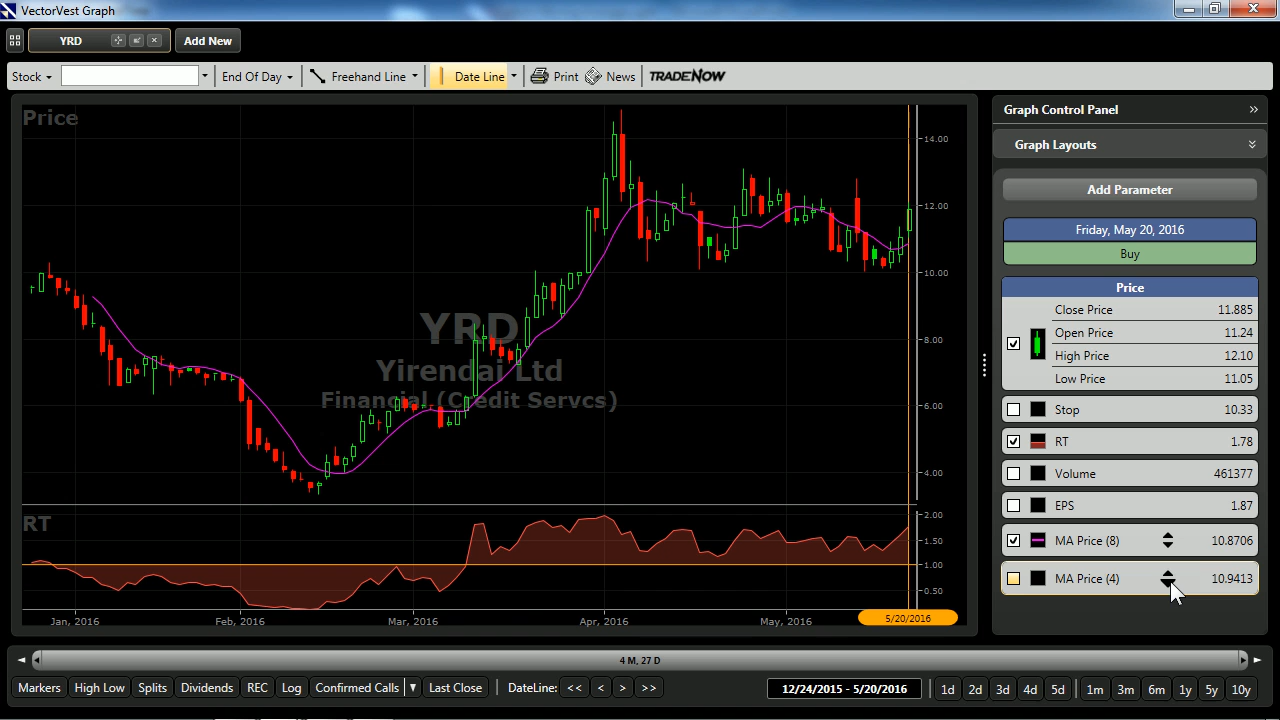 VectorVest Graph
YRD
Add New
Stock
End Of Day
Freehand Line
Date Line
Print
News
TRADENOW
Price
14.00
12.00
10.00
8.00
6.00
4.00
YRD
Yirendai Ltd
Financial (Credit Servcs)
RT
2.00
1.50
1.00
0.50
Jan, 2016
Feb, 2016
Mar, 2016
Apr, 2016
May, 2016
5/20/2016
Graph Control Panel
Graph Layouts
Add Parameter
Friday, May 20, 2016
Buy
Price
Close Price 11.885
Open Price 11.24
High Price 12.10
Low Price 11.05
Stop 10.33
RT 1.78
Volume 461377
EPS 1.87
MA Price (8) 10.8706
MA Price (4) 10.9413
4 M, 27 D
Markers High Low Splits Dividends REC Log Confirmed Calls Last Close DateLine: << < > >> 12/24/2015 - 5/20/2016 1d 2d 3d 4d 5d 1m 3m 6m 1y 5y 10y